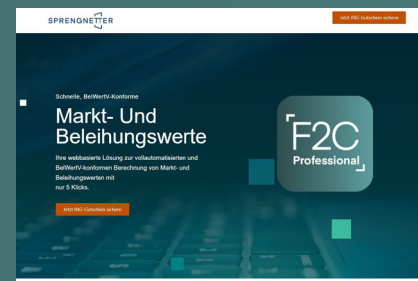 SPRENGNETTER
Jetzt ING-Gutschein sichern
Schnelle, BelWertV-Konforme
Markt- Und
Beleihungswerte
Ihre webbasierte Lösung zur vollautomatisierten und
BelWertV-konformen Berechnung von Markt- und
Beleihungswerten mit
nur 5 Klicks.
Jetzt ING-Gutschein sichern
F2C
Professional